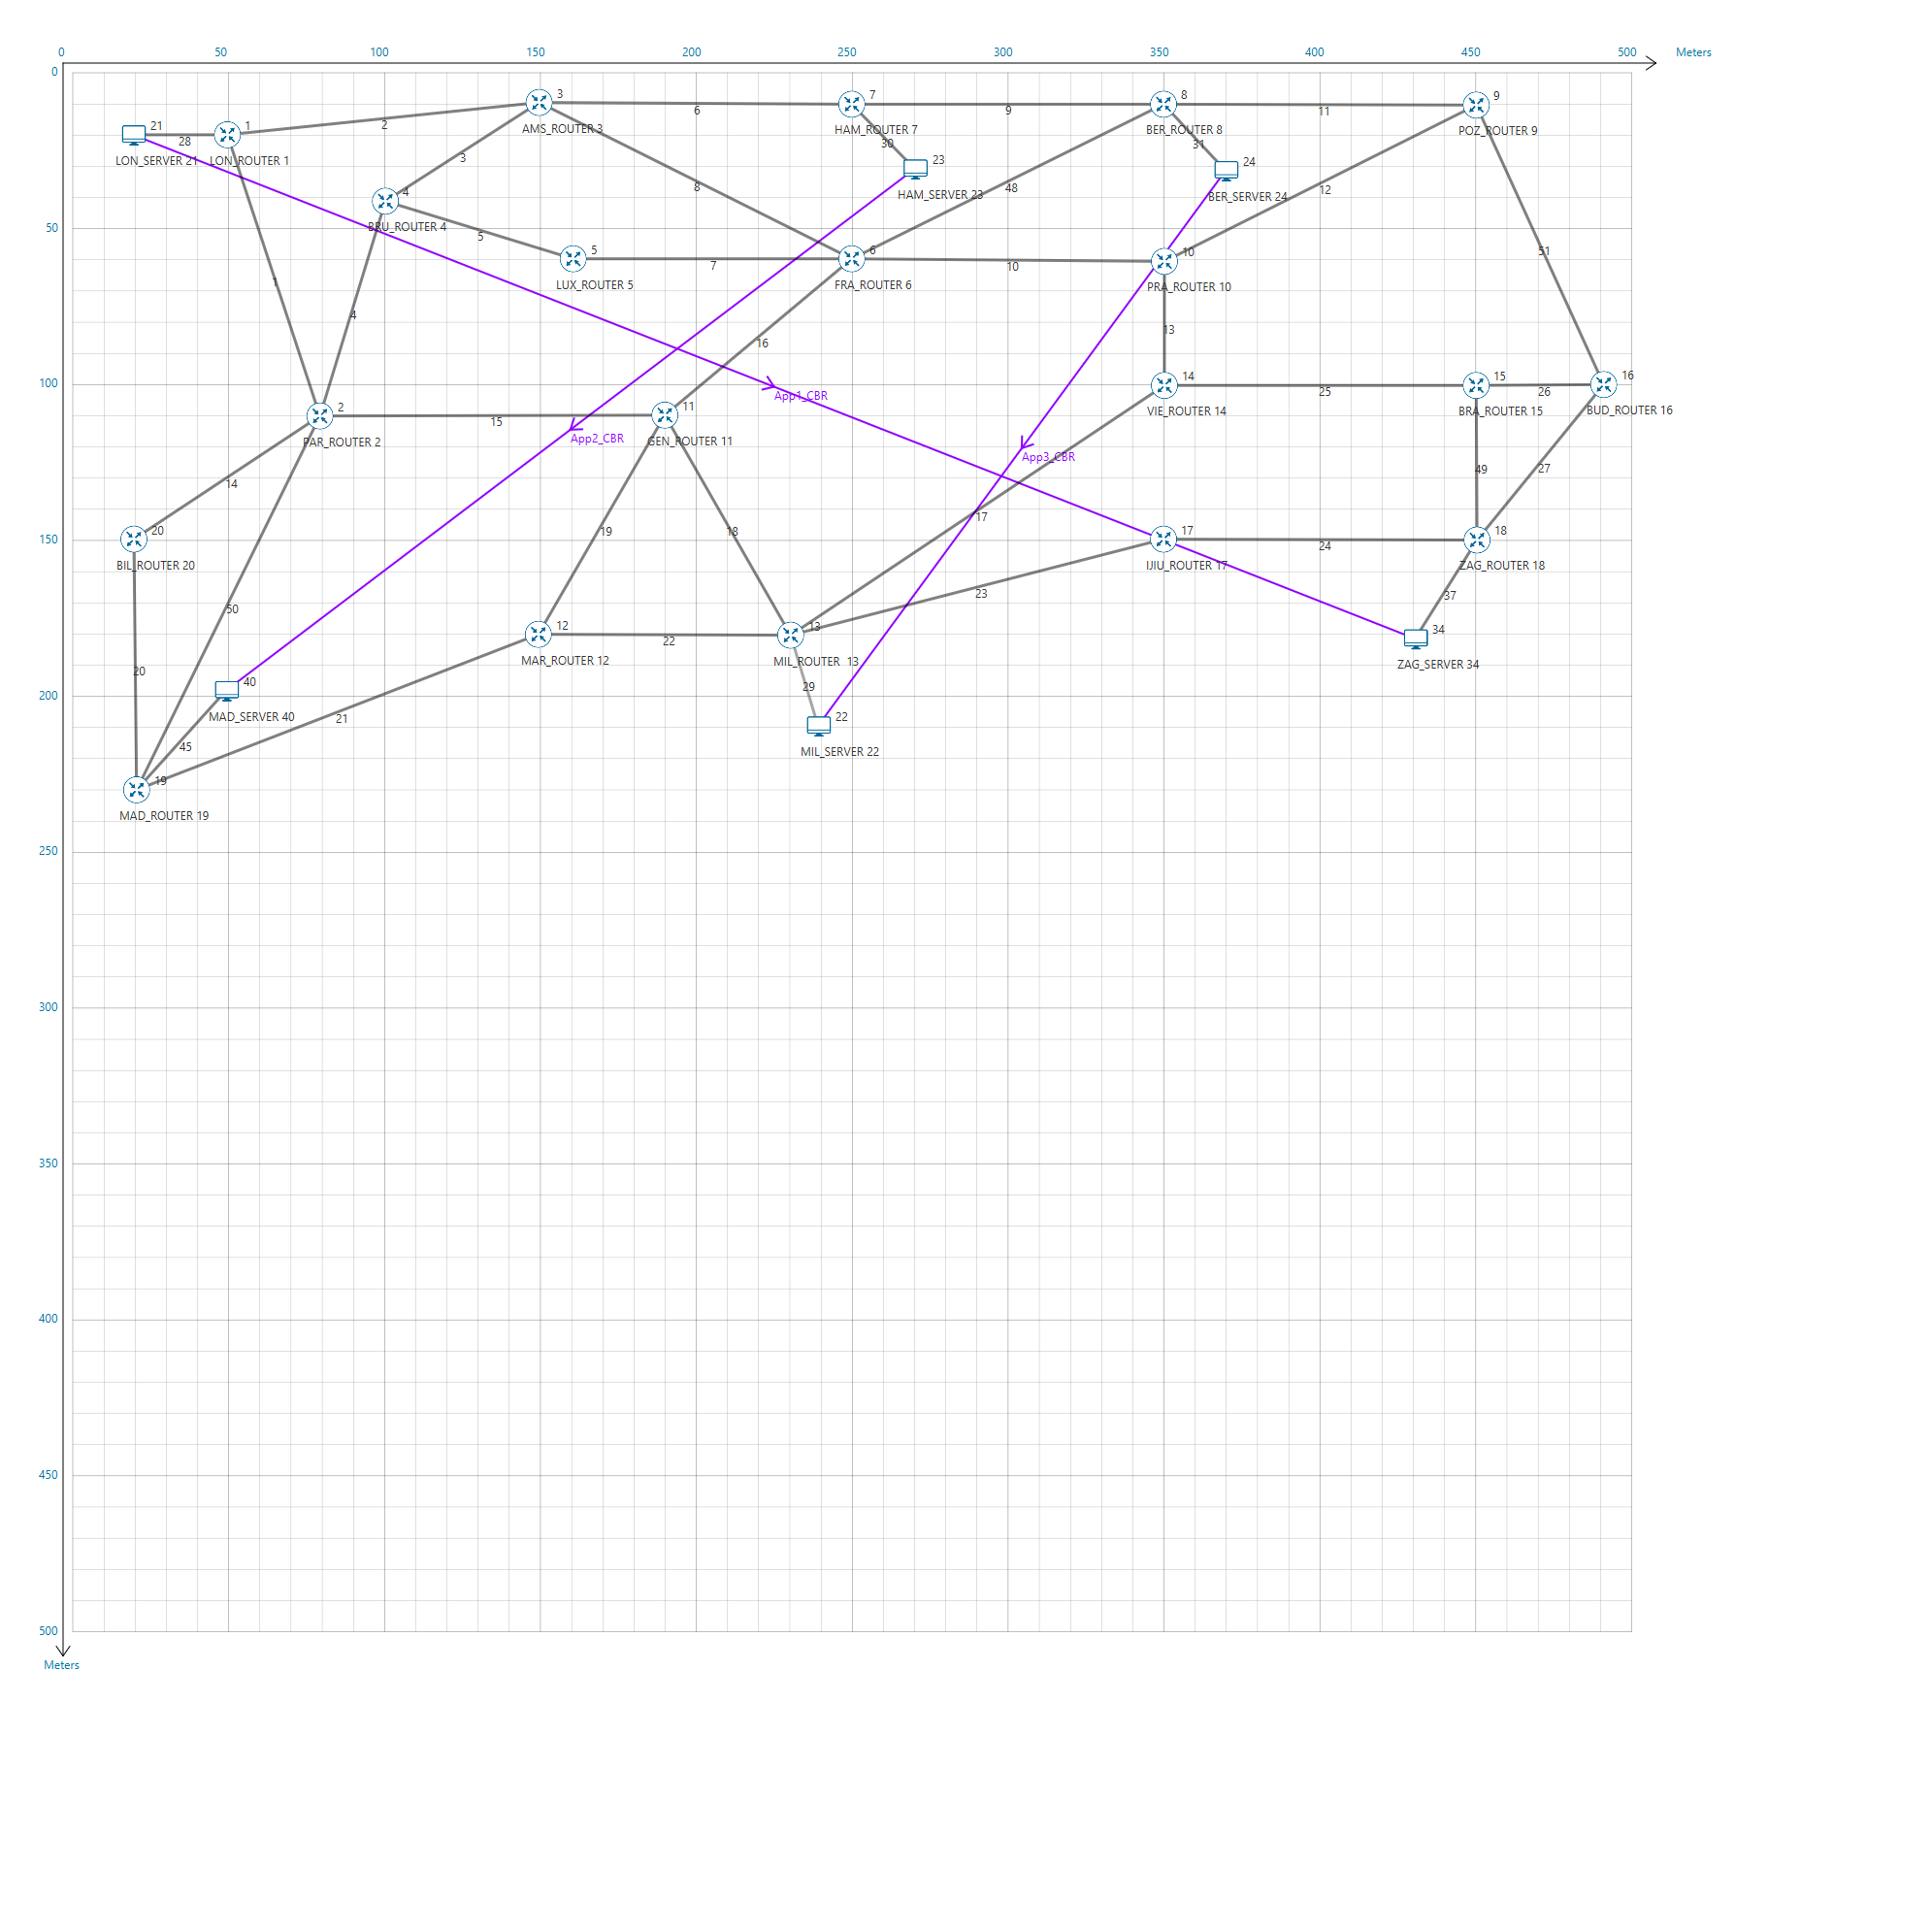 0 50 100 150 200 250 300 350 400 450 500 Meters
0
3 7 8 9
6 9 11
21 1 2 AMS_ROUTER 3 HAM_ROUTER 7 BER_ROUTER 8 POZ_ROUTER 9
28 30 31
LON_SERVER 21 LON_ROUTER 1 3 23 24
4 8 HAM_SERVER 23 48 BER_SERVER 24 12
50
BRU_ROUTER 4 5 5 6 10 51
7 10
1 LUX_ROUTER 5 FRA_ROUTER 6 PRA_ROUTER 10
4 16 13
100
14 15 16
App1_CBR 25 26
2 11 VIE_ROUTER 14 BRA_ROUTER 15 BUD_ROUTER 16
15
PAR_ROUTER 2 App2_CBR GEN_ROUTER 11 App3_CBR
14 49 27
20 19 18 17 17 18
150
24
BIL_ROUTER 20 IJIU_ROUTER 17 ZAG_ROUTER 18
50 23 37
12 13 34
22
20 MAR_ROUTER 12 MIL_ROUTER  13 ZAG_SERVER 34
40 29
200
MAD_SERVER 40 21 22
45 MIL_SERVER 22
19
MAD_ROUTER 19
250
300
350
400
450
500
Meters